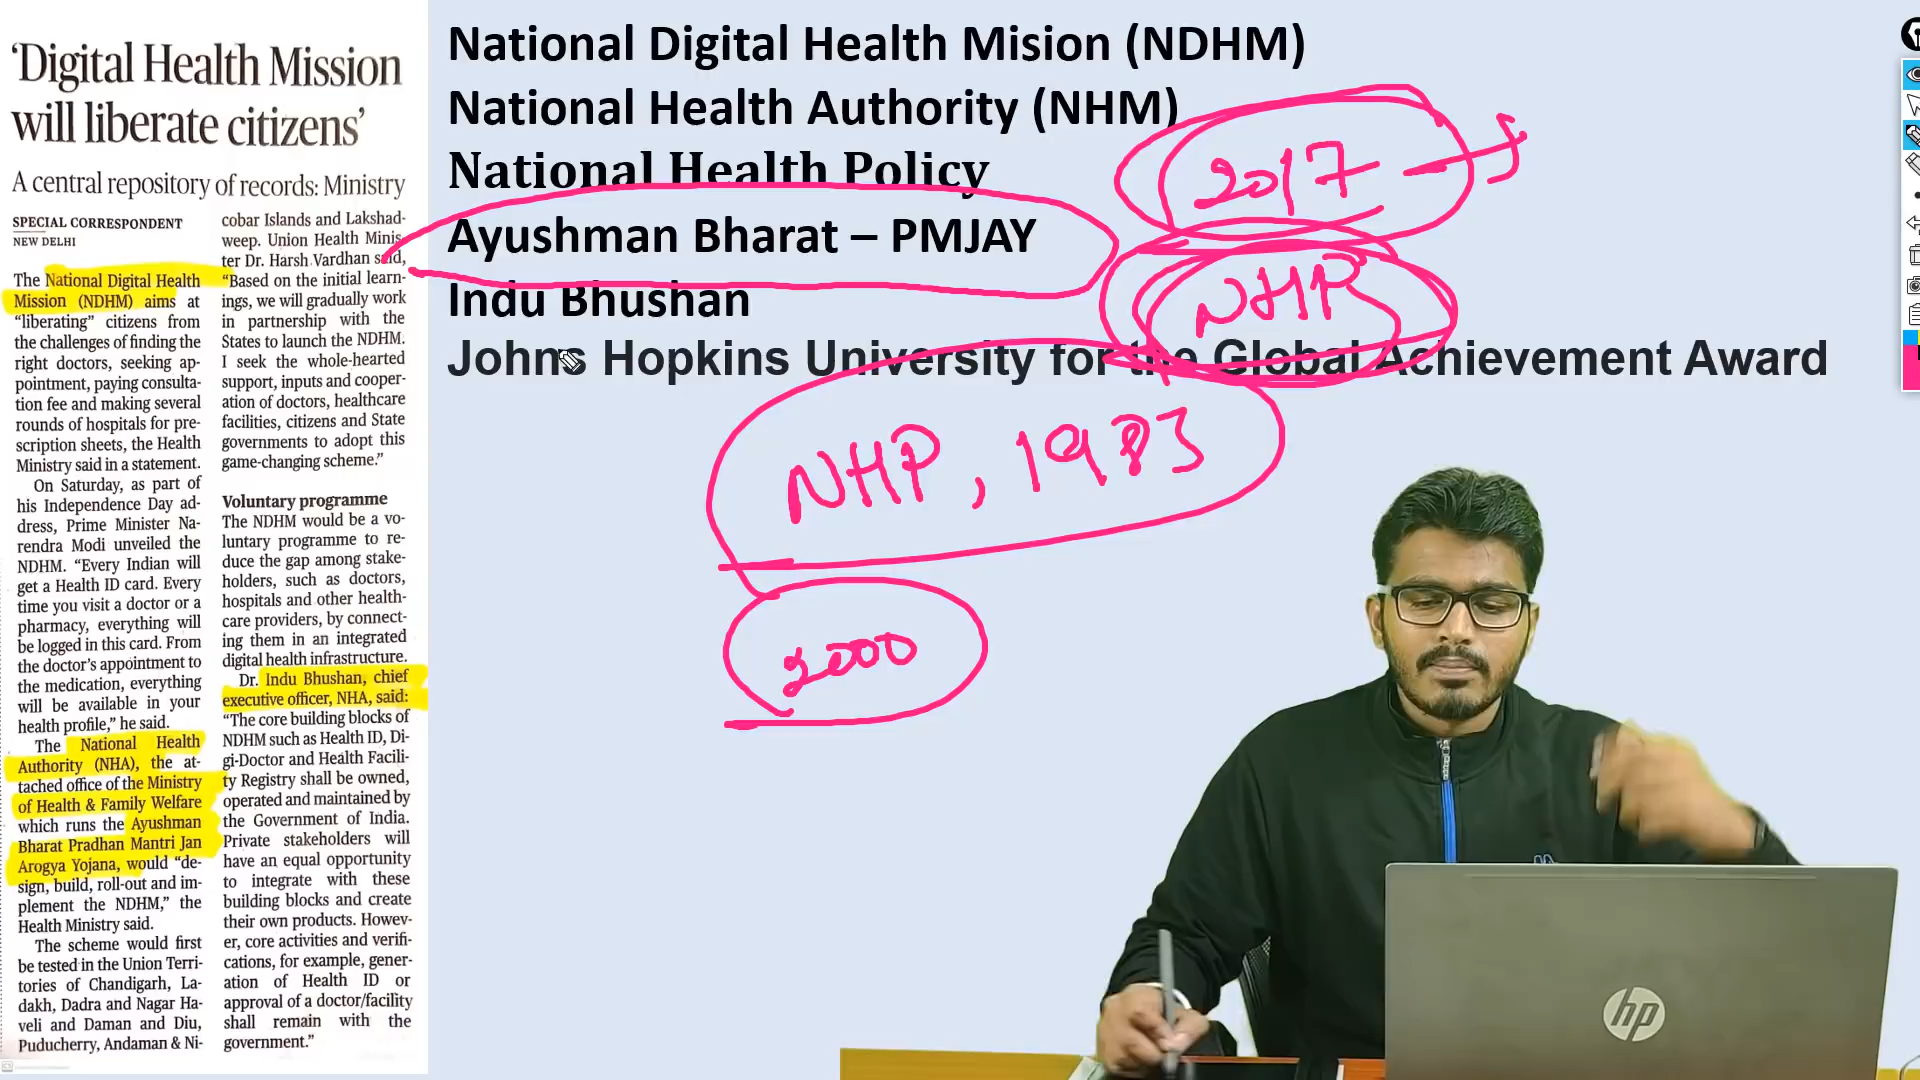 ‘Digital Health Mission
will liberate citizens’
A central repository of records: Ministry
SPECIAL CORRESPONDENT
NEW DELHI
The National Digital Health
Mission (NDHM) aims at
“liberating” citizens from
the challenges of finding the
right doctors, seeking ap-
pointment, paying consulta-
tion fee and making several
rounds of hospitals for pre-
scription sheets, the Health
Ministry said in a statement.
On Saturday, as part of
his Independence Day ad-
dress, Prime Minister Na-
rendra Modi unveiled the
NDHM. “Every Indian will
get a Health ID card. Every
time you visit a doctor or a
pharmacy, everything will
be logged in this card. From
the doctor’s appointment to
the medication, everything
will be available in your
health profile,” he said.
The National Health
Authority (NHA), the at-
tached office of the Ministry
of Health & Family Welfare
which runs the Ayushman
Bharat Pradhan Mantri Jan
Arogya Yojana, would “de-
sign, build, roll-out and im-
plement the NDHM,” the
Health Ministry said.
The scheme would first
be tested in the Union Terri-
tories of Chandigarh, La-
dakh, Dadra and Nagar Ha-
veli and Daman and Diu,
Puducherry, Andaman & Ni-
cobar Islands and Lakshad-
weep. Union Health Minis-
ter Dr. Harsh Vardhan said,
“Based on the initial learn-
ings, we will gradually work
in partnership with the
States to launch the NDHM.
I seek the whole-hearted
support, inputs and cooper-
ation of doctors, healthcare
facilities, citizens and State
governments to adopt this
game-changing scheme.”
Voluntary programme
The NDHM would be a vo-
luntary programme to re-
duce the gap among stake-
holders, such as doctors,
hospitals and other health-
care providers, by connect-
ing them in an integrated
digital health infrastructure.
Dr. Indu Bhushan, chief
executive officer, NHA, said:
“The core building blocks of
NDHM such as Health ID, Di-
gi-Doctor and Health Facili-
ty Registry shall be owned,
operated and maintained by
the Government of India.
Private stakeholders will
have an equal opportunity
to integrate with these
building blocks and create
their own products. Howev-
er, core activities and verifi-
cations, for example, gener-
ation of Health ID or
approval of a doctor/facility
shall remain with the
government.”
National Digital Health Mision (NDHM)
National Health Authority (NHM)
National Health Policy
Ayushman Bharat – PMJAY
Indu Bhushan
Johns Hopkins University for the Global Achievement Award
2017
NHP
NHP, 1983
2000
hp